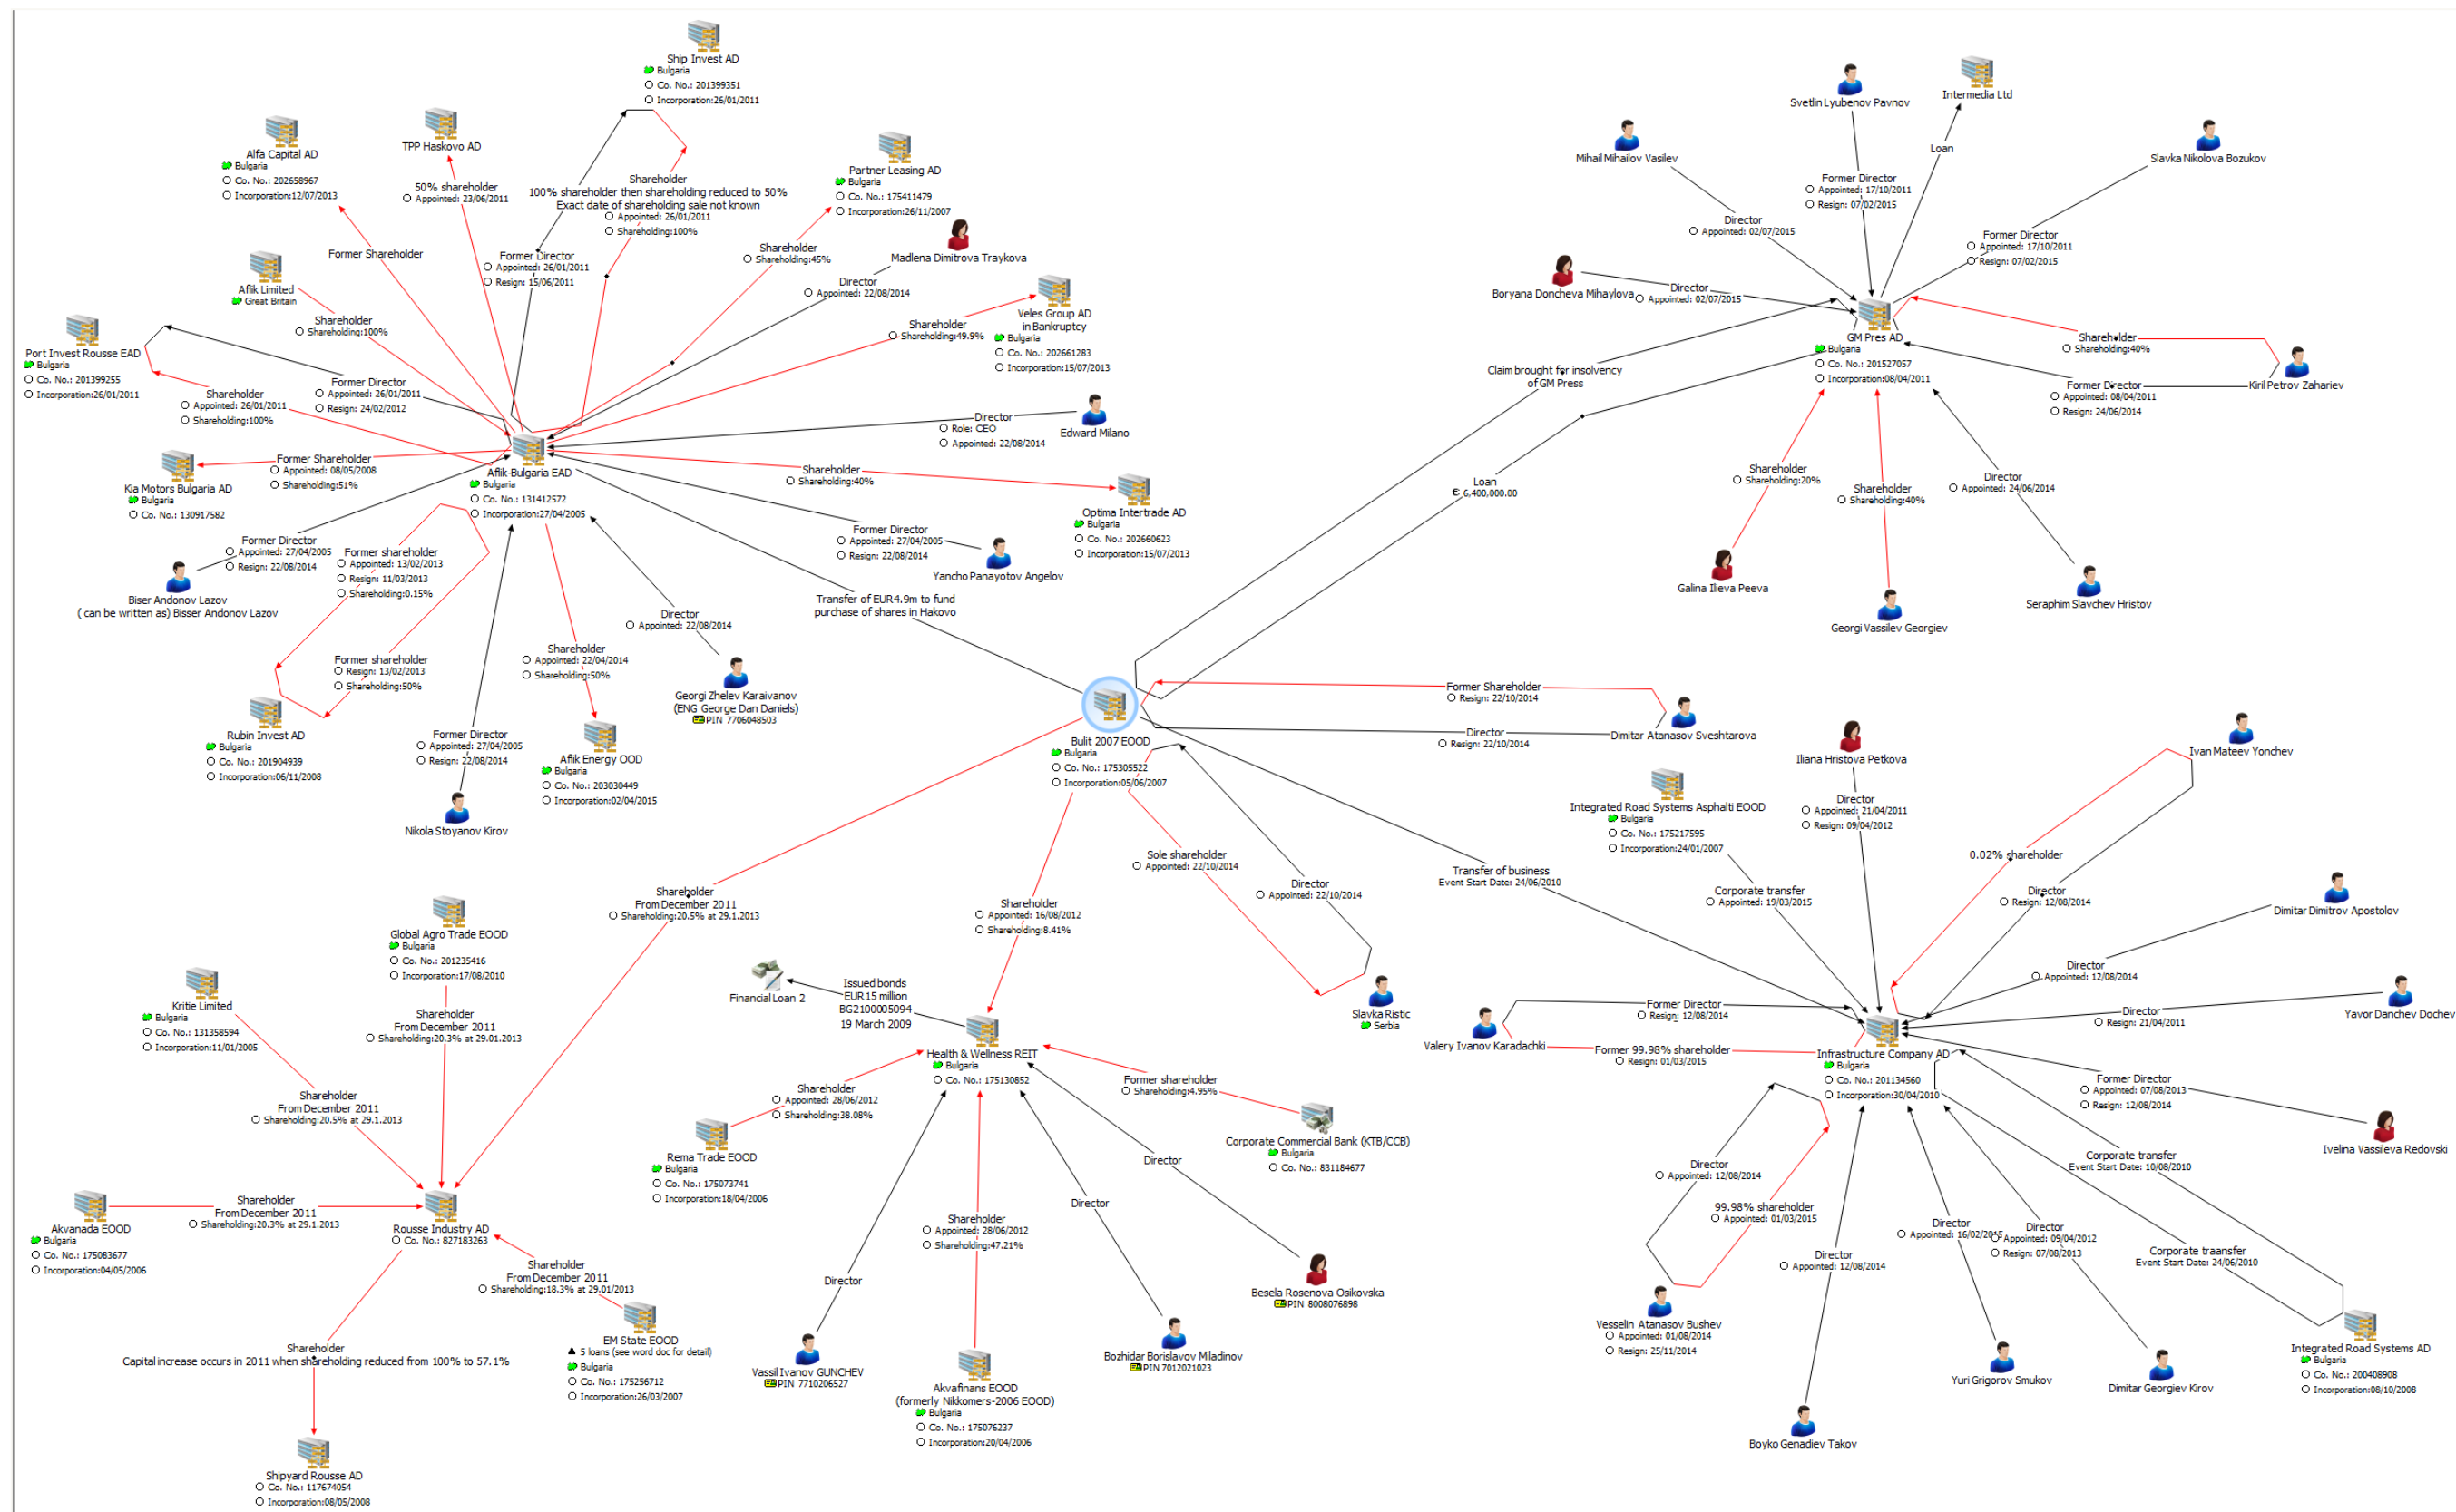 Ship Invest AD
Bulgaria
Co. No.: 201399351
Incorporation:26/01/2011
Alfa Capital AD
Bulgaria
Co. No.: 202658967
Incorporation:12/07/2013
TPP Haskovo AD
50% shareholder
Appointed: 23/06/2011
Shareholder
100% shareholder then shareholding reduced to 50%
Exact date of shareholding sale not known
Appointed: 26/01/2011
Shareholding:100%
Partner Leasing AD
Bulgaria
Co. No.: 175411479
Incorporation:26/11/2007
Former Shareholder
Former Director
Appointed: 26/01/2011
Resign: 15/06/2011
Shareholder
Shareholding:45%
Madlena Dimitrova Traykova
Director
Appointed: 22/08/2014
Aflik Limited
Great Britain
Shareholder
Shareholding:100%
Veles Group AD
in Bankruptcy
Bulgaria
Co. No.: 202661283
Incorporation:15/07/2013
Shareholder
Shareholding:49.9%
Port Invest Rousse EAD
Bulgaria
Co. No.: 201399255
Incorporation:26/01/2011
Former Director
Appointed: 26/01/2011
Resign: 24/02/2012
Shareholder
Appointed: 26/01/2011
Shareholding:100%
Director
Role: CEO
Appointed: 22/08/2014
Edward Milano
Kia Motors Bulgaria AD
Bulgaria
Co. No.: 130917582
Former Shareholder
Appointed: 08/05/2008
Shareholding:51%
Aflik-Bulgaria EAD
Bulgaria
Co. No.: 131412572
Incorporation:27/04/2005
Shareholder
Shareholding:40%
Optima Intertrade AD
Bulgaria
Co. No.: 202660623
Incorporation:15/07/2013
Former Director
Appointed: 27/04/2005
Resign: 22/08/2014
Yancho Panayotov Angelov
Former Director
Appointed: 27/04/2005
Resign: 22/08/2014
Biser Andonov Lazov
( can be written as) Bisser Andonov Lazov
Former shareholder
Appointed: 13/02/2013
Resign: 11/03/2013
Shareholding:0.15%
Former shareholder
Resign: 13/02/2013
Shareholding:50%
Transfer of EUR4.9m to fund
purchase of shares in Hakovo
Director
Appointed: 22/08/2014
Shareholder
Appointed: 22/04/2014
Shareholding:50%
Georgi Zhelev Karaivanov
(ENG George Dan Daniels)
PIN 7706048503
Rubin Invest AD
Bulgaria
Co. No.: 201904939
Incorporation:06/11/2008
Former Director
Appointed: 27/04/2005
Resign: 22/08/2014
Aflik Energy OOD
Bulgaria
Co. No.: 203030449
Incorporation:02/04/2015
Nikola Stoyanov Kirov
Svetlin Lyubenov Pavnov
Intermedia Ltd
Mihail Mihailov Vasilev
Slavka Nikolova Bozukov
Loan
Former Director
Appointed: 17/10/2011
Resign: 07/02/2015
Director
Appointed: 02/07/2015
Former Director
Appointed: 17/10/2011
Resign: 07/02/2015
Boryana Doncheva Mihaylova
Director
Appointed: 02/07/2015
GM Pres AD
Bulgaria
Co. No.: 201527057
Incorporation:08/04/2011
Shareholder
Shareholding:40%
Former Director
Appointed: 08/04/2011
Resign: 24/06/2014
Kiril Petrov Zahariev
Claim brought for insolvency
of GM Press
Loan
€ 6,400,000.00
Shareholder
Shareholding:20%
Shareholder
Shareholding:40%
Director
Appointed: 24/06/2014
Galina Ilieva Peeva
Georgi Vassilev Georgiev
Seraphim Slavchev Hristov
Bulit 2007 EOOD
Bulgaria
Co. No.: 175305522
Incorporation:05/06/2007
Former Shareholder
Resign: 22/10/2014
Director
Resign: 22/10/2014
Dimitar Atanasov Sveshtarova
Iliana Hristova Petkova
Ivan Mateev Yonchev
Integrated Road Systems Asphalti EOOD
Bulgaria
Co. No.: 175217595
Incorporation:24/01/2007
Director
Appointed: 21/04/2011
Resign: 09/04/2012
0.02% shareholder
Sole shareholder
Appointed: 22/10/2014
Director
Appointed: 22/10/2014
Transfer of business
Event Start Date: 24/06/2010
Corporate transfer
Appointed: 19/03/2015
Director
Resign: 12/08/2014
Dimitar Dimitrov Apostolov
Director
Appointed: 12/08/2014
Shareholder
From December 2011
Shareholding:20.5% at 29.1.2013
Shareholder
Appointed: 16/08/2012
Shareholding:8.41%
Global Agro Trade EOOD
Bulgaria
Co. No.: 201235416
Incorporation:17/08/2010
Kritie Limited
Bulgaria
Co. No.: 131358594
Incorporation:11/01/2005
Shareholder
From December 2011
Shareholding:20.3% at 29.01.2013
Shareholder
From December 2011
Shareholding:20.5% at 29.1.2013
Financial Loan 2
Issued bonds
EUR15 million
BG2100005094
19 March 2009
Slavka Ristic
Serbia
Health & Wellness REIT
Bulgaria
Co. No.: 175130852
Shareholder
Appointed: 28/06/2012
Shareholding:38.08%
Former shareholder
Shareholding:4.95%
Rema Trade EOOD
Bulgaria
Co. No.: 175073741
Incorporation:18/04/2006
Corporate Commercial Bank (KTB/CCB)
Bulgaria
Co. No.: 831184677
Director
Director
Director
Shareholder
Appointed: 28/06/2012
Shareholding:47.21%
Akvanada EOOD
Bulgaria
Co. No.: 175083677
Incorporation:04/05/2006
Shareholder
From December 2011
Shareholding:20.3% at 29.1.2013
Rousse Industry AD
Co. No.: 827183263
Shareholder
From December 2011
Shareholding:18.3% at 29.01/2013
EM State EOOD
5 loans (see word doc for detail)
Bulgaria
Co. No.: 175256712
Incorporation:26/03/2007
Shareholder
Capital increase occurs in 2011 when shareholding reduced from 100% to 57.1%
Shipyard Rousse AD
Co. No.: 117674054
Incorporation:08/05/2008
Vassil Ivanov GUNCHEV
PIN 7710206527
Akvafinans EOOD
(formerly Nikkomers-2006 EOOD)
Bulgaria
Co. No.: 175076237
Incorporation:20/04/2006
Bozhidar Borislavov Miladinov
PIN 7012021023
Besela Rosenova Osikovska
PIN 8008076898
Valery Ivanov Karadachki
Former Director
Resign: 12/08/2014
Former 99.98% shareholder
Resign: 01/03/2015
Infrastructure Company AD
Bulgaria
Co. No.: 201134560
Incorporation:30/04/2010
Director
Resign: 21/04/2011
Yavor Danchev Dochev
Former Director
Appointed: 07/08/2013
Resign: 12/08/2014
Ivelina Vassileva Redovski
Corporate transfer
Event Start Date: 10/08/2010
Director
Appointed: 12/08/2014
99.98% shareholder
Appointed: 01/03/2015
Director
Appointed: 12/08/2014
Director
Appointed: 16/02/2015
Director
Appointed: 09/04/2012
Resign: 07/08/2013
Corporate traansfer
Event Start Date: 24/06/2010
Vesselin Atanasov Bushev
Appointed: 01/08/2014
Resign: 25/11/2014
Boyko Genadiev Takov
Yuri Grigorov Smukov
Dimitar Georgiev Kirov
Integrated Road Systems AD
Bulgaria
Co. No.: 200408908
Incorporation:08/10/2008